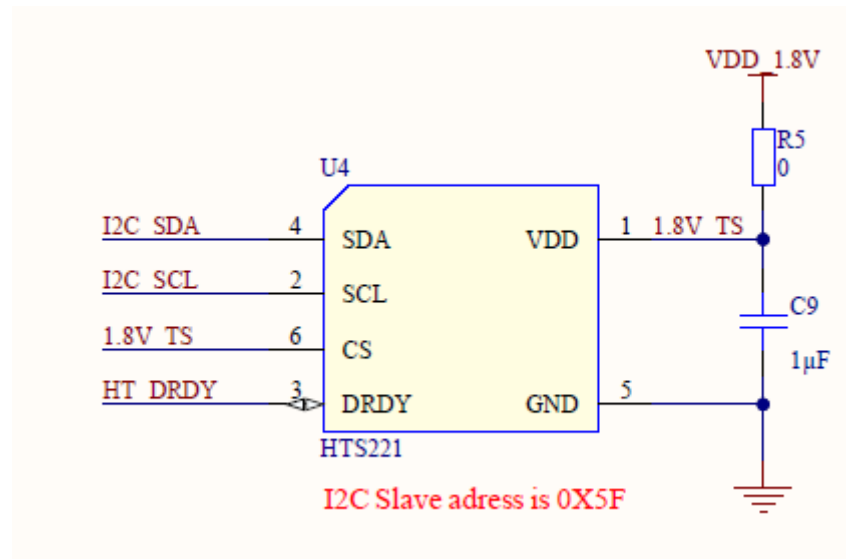 VDD_1.8V
R5
0
U4
I2C_SDA 4 SDA VDD 1 1.8V_TS
I2C_SCL 2 SCL
C9
1.8V_TS 6 CS
1µF
HT_DRDY 3 DRDY GND 5
HTS221
I2C Slave adress is 0X5F